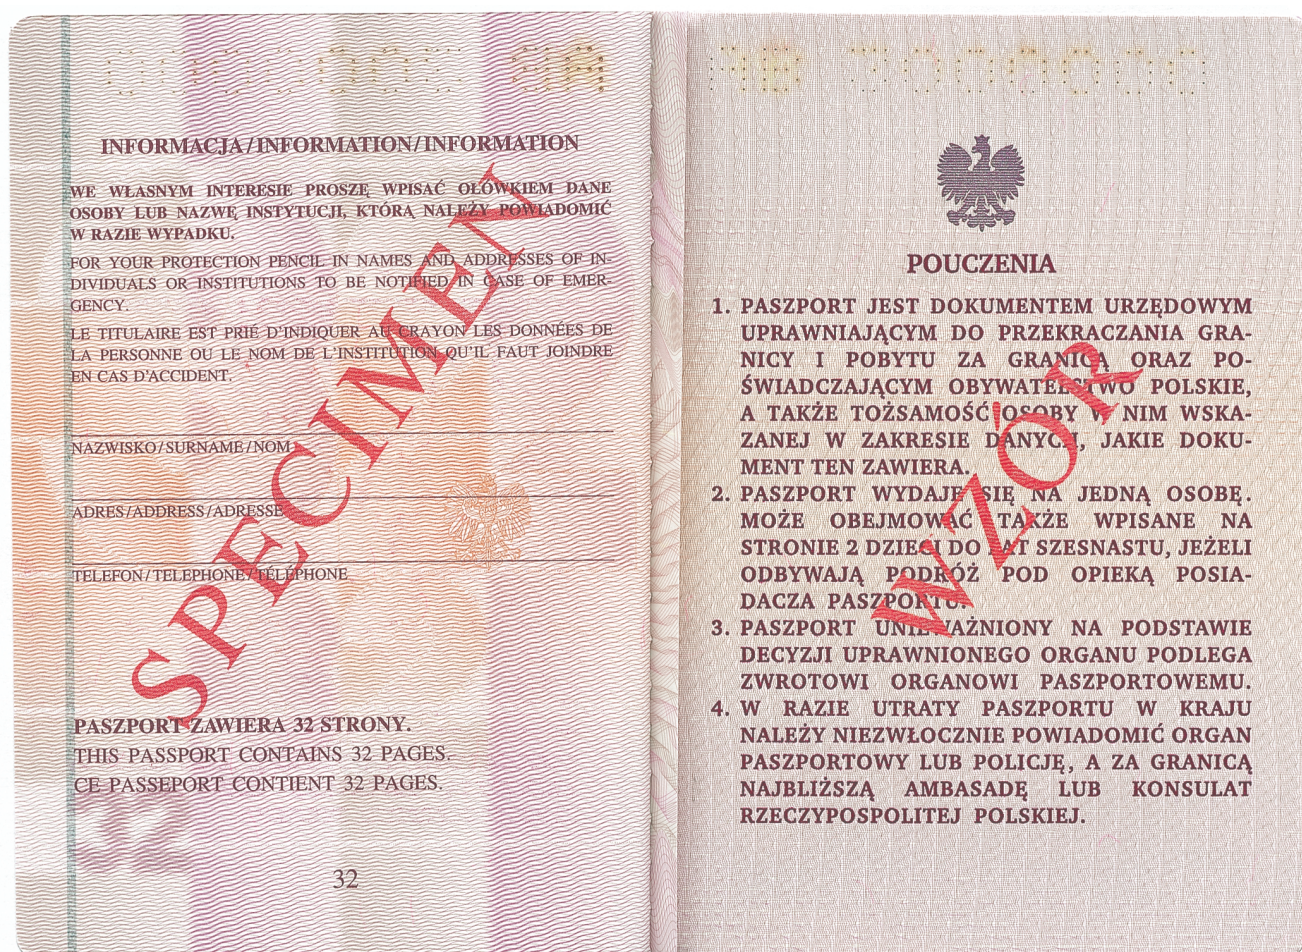 INFORMACJA/INFORMATION/INFORMATION
WE WŁASNYM INTERESIE PROSZĘ WPISAĆ OŁÓWKIEM DANE
OSOBY LUB NAZWĘ INSTYTUCJI, KTÓRĄ NALEŻY POWIADOMIĆ
W RAZIE WYPADKU.
FOR YOUR PROTECTION PENCIL IN NAMES AND ADDRESSES OF IN-
DIVIDUALS OR INSTITUTIONS TO BE NOTIFIED IN CASE OF EMER-
GENCY.
LE TITULAIRE EST PRIÉ D'INDIQUER AU CRAYON LES DONNÉES DE
LA PERSONNE OU LE NOM DE L'INSTITUTION QU'IL FAUT JOINDRE
EN CAS D'ACCIDENT.
NAZWISKO/SURNAME/NOM
ADRES/ADDRESS/ADRESSE
TELEFON/TELEPHONE/TÉLÉPHONE
SPECIMEN
PASZPORT ZAWIERA 32 STRONY.
THIS PASSPORT CONTAINS 32 PAGES.
CE PASSEPORT CONTIENT 32 PAGES.
32
32
POUCZENIA
1. PASZPORT JEST DOKUMENTEM URZĘDOWYM
UPRAWNIAJĄCYM DO PRZEKRACZANIA GRA-
NICY I POBYTU ZA GRANICĄ ORAZ PO-
ŚWIADCZAJĄCYM OBYWATELSTWO POLSKIE,
A TAKŻE TOŻSAMOŚĆ OSOBY W NIM WSKA-
ZANEJ W ZAKRESIE DANYCH, JAKIE DOKU-
MENT TEN ZAWIERA.
2. PASZPORT WYDAJE SIĘ NA JEDNĄ OSOBĘ.
MOŻE OBEJMOWAĆ TAKŻE WPISANE NA
STRONIE 2 DZIECI DO LAT SZESNASTU, JEŻELI
ODBYWAJĄ PODRÓŻ POD OPIEKĄ POSIA-
DACZA PASZPORTU.
3. PASZPORT UNIEWAŻNIONY NA PODSTAWIE
DECYZJI UPRAWNIONEGO ORGANU PODLEGA
ZWROTOWI ORGANOWI PASZPORTOWEMU.
4. W RAZIE UTRATY PASZPORTU W KRAJU
NALEŻY NIEZWŁOCZNIE POWIADOMIĆ ORGAN
PASZPORTOWY LUB POLICJĘ, A ZA GRANICĄ
NAJBLIŻSZĄ AMBASADĘ LUB KONSULAT
RZECZYPOSPOLITEJ POLSKIEJ.
WZÓR